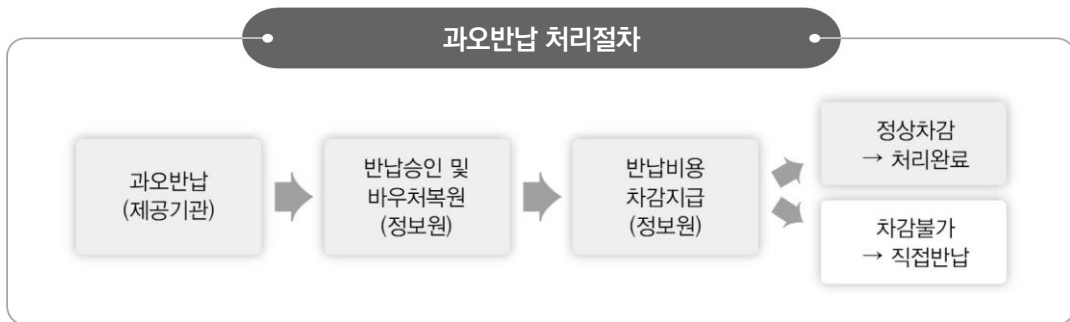 과오반납 처리절차
과오반납
(제공기관)
반납승인 및
바우처복원
(정보원)
반납비용
차감지급
(정보원)
정상차감
→ 처리완료
차감불가
→ 직접반납